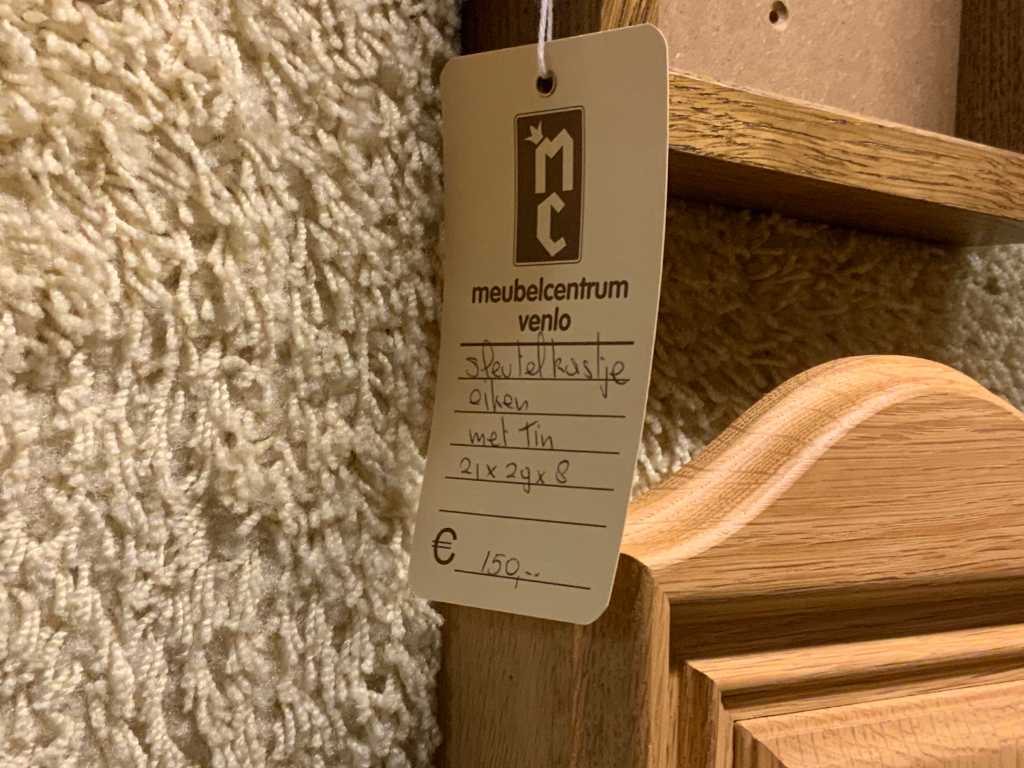 MC
meubelcentrum
venlo
sleutelkastje
eiken
met Tin
21 x 29 x 8
€ 150,--